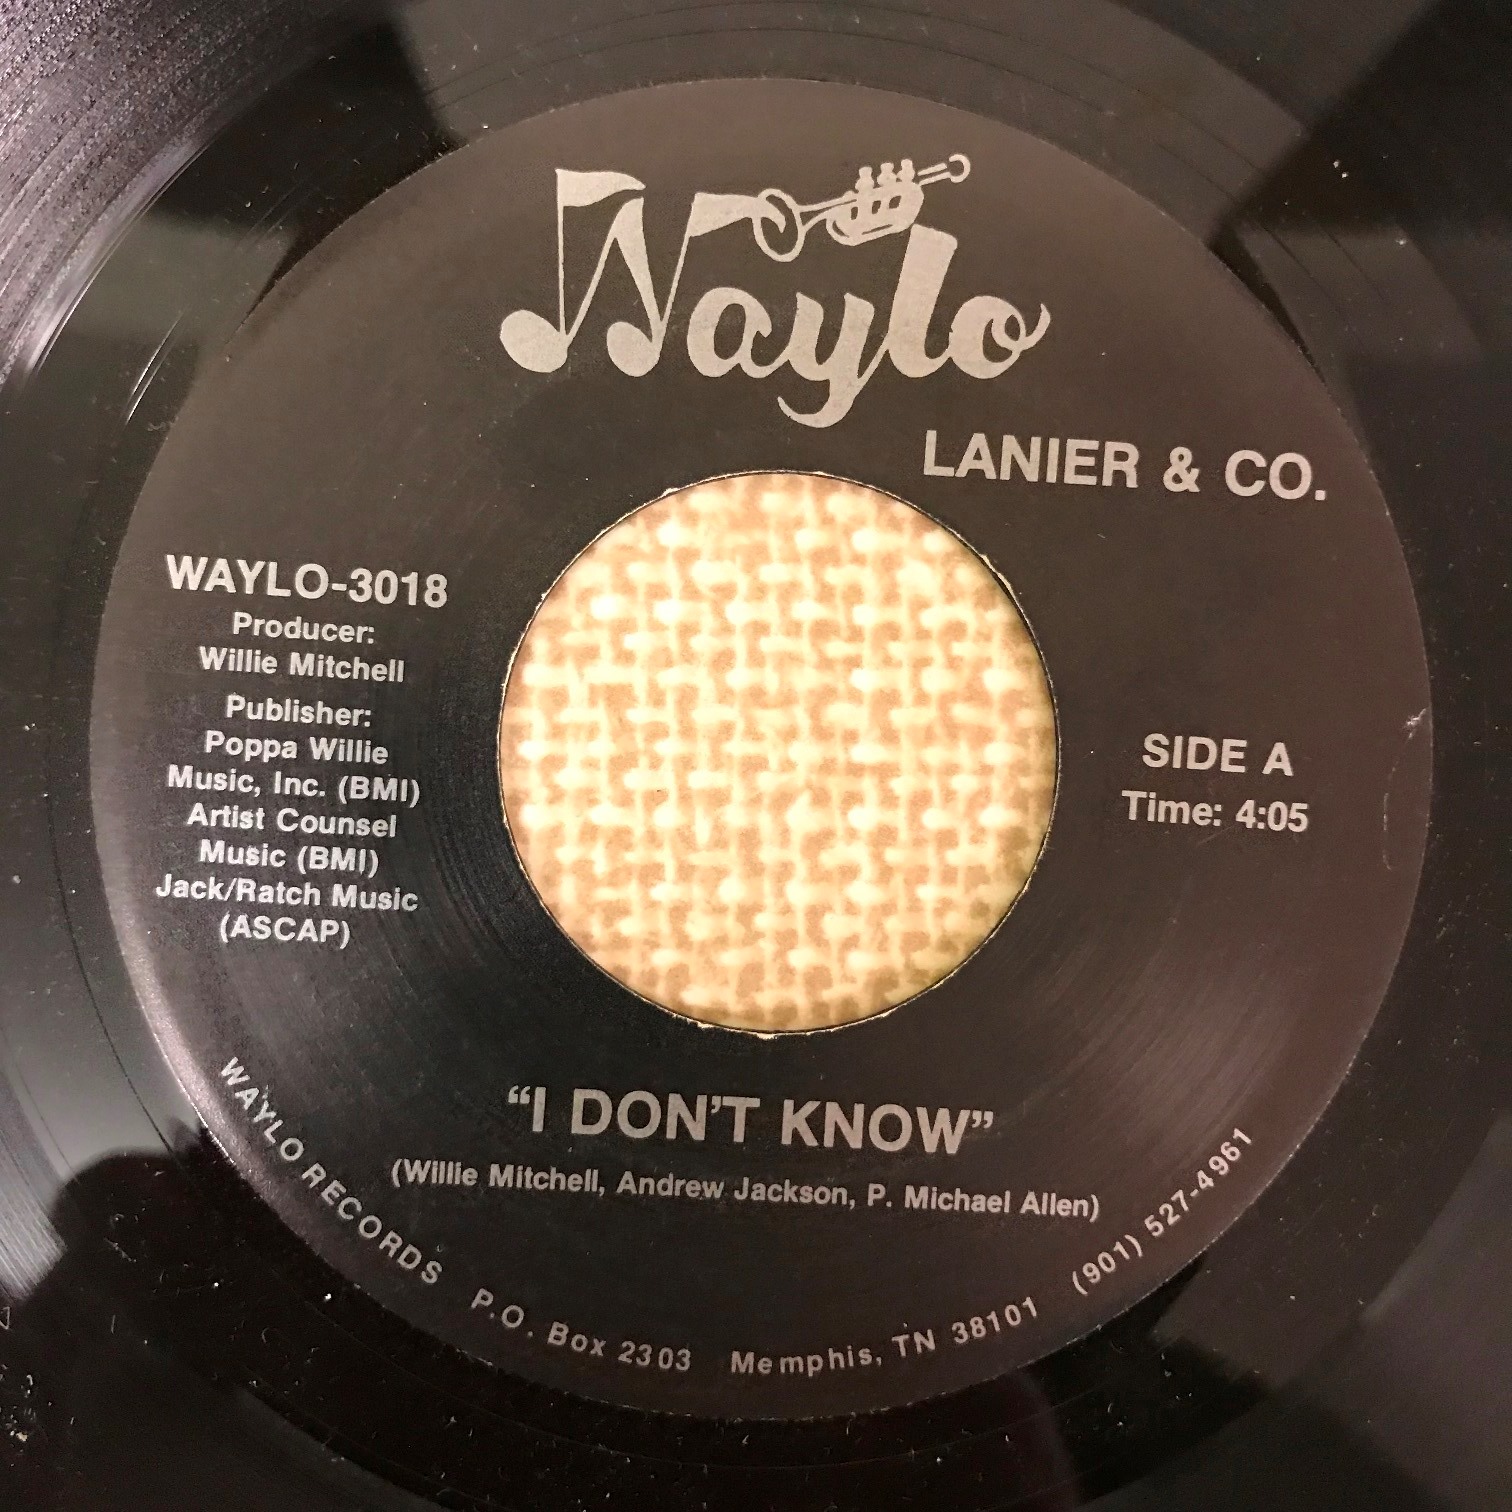 Waylo
LANIER & CO.
WAYLO-3018
Producer:
Willie Mitchell
Publisher:
Poppa Willie
Music, Inc. (BMI)
Artist Counsel
Music (BMI)
Jack/Ratch Music
(ASCAP)
SIDE A
Time: 4:05
“I DON’T KNOW”
(Willie Mitchell, Andrew Jackson, P. Michael Allen)
WAYLO RECORDS P.O. Box 2303 Memphis, TN 38101 (901) 527-4961